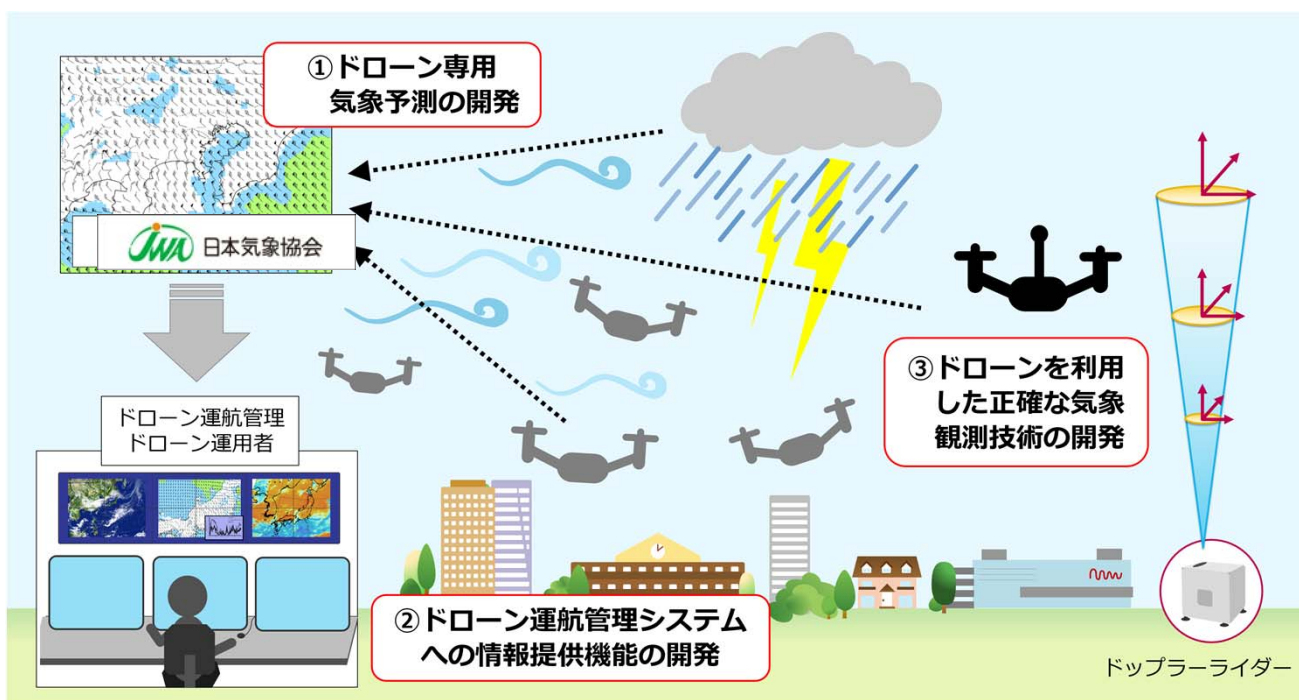 ①ドローン専用
気象予測の開発
JWA 日本気象協会
ドローン運航管理
ドローン運用者
③ドローンを利用
した正確な気象
観測技術の開発
②ドローン運航管理システム
への情報提供機能の開発
ドップラーライダー